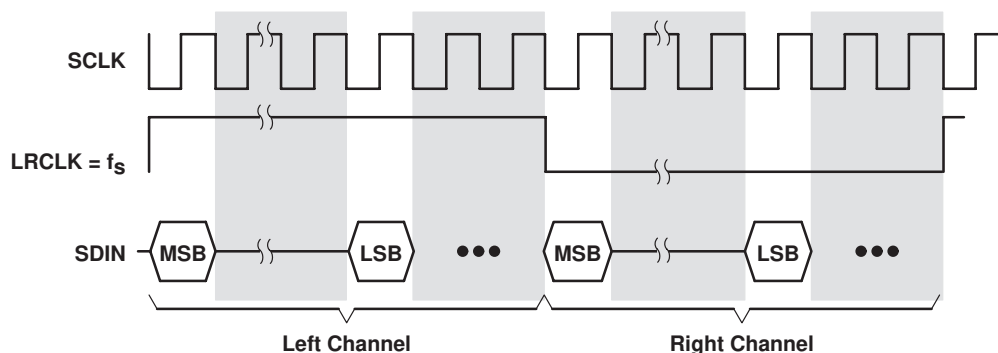 SCLK
LRCLK = fs
SDIN MSB LSB ●●● MSB LSB ●●●
Left Channel Right Channel